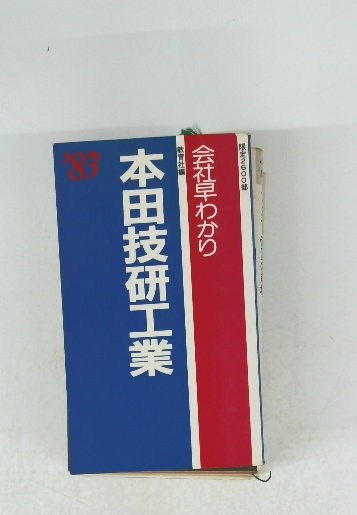 限定2600部
会社早わかり
教育社編
本田技研工業
'83